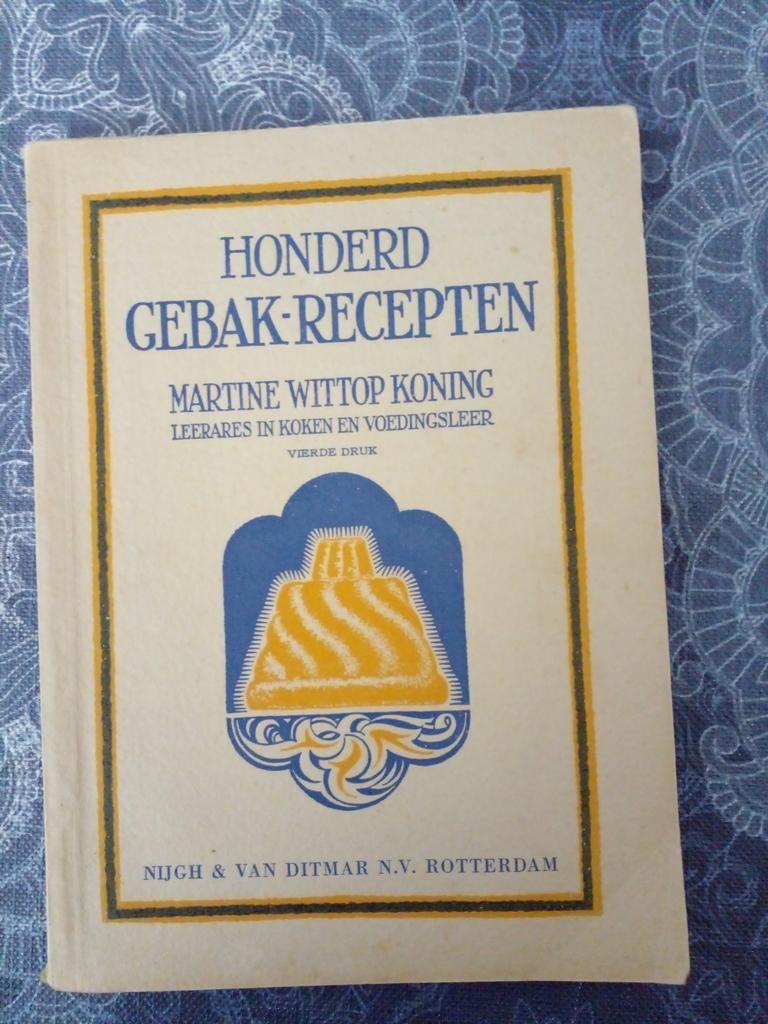 HONDERD
GEBAK-RECEPTEN
MARTINE WITTOP KONING
LEERARES IN KOKEN EN VOEDINGSLEER
VIERDE DRUK
NIJGH & VAN DITMAR N.V. ROTTERDAM